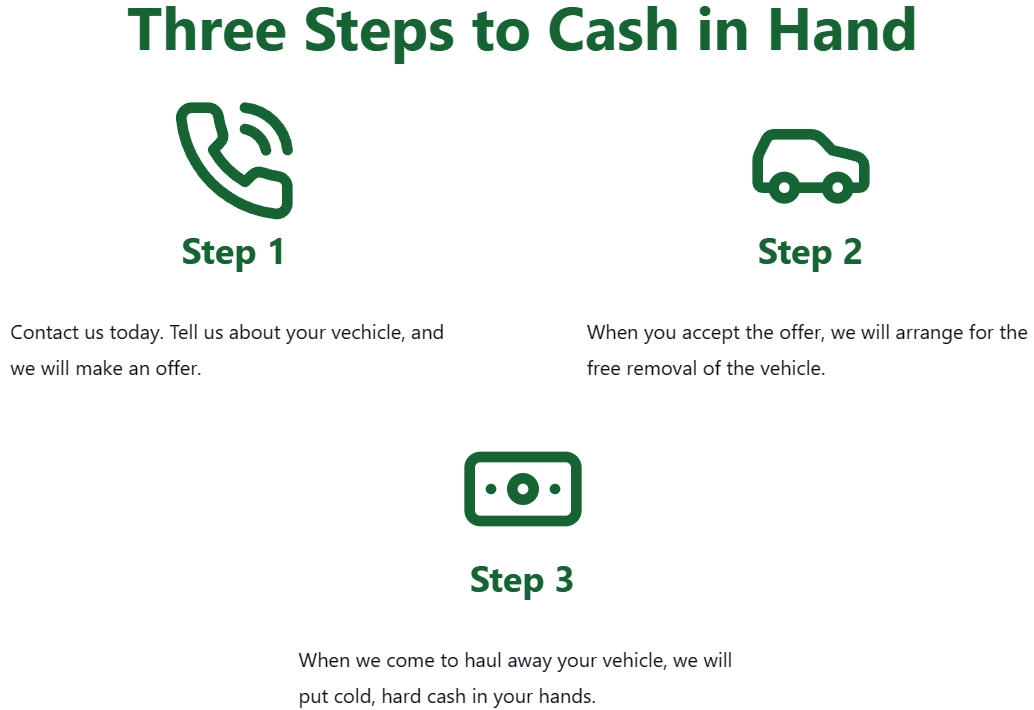 Three Steps to Cash in Hand
Step 1
Contact us today. Tell us about your vechicle, and
we will make an offer.
Step 2
When you accept the offer, we will arrange for the
free removal of the vehicle.
Step 3
When we come to haul away your vehicle, we will
put cold, hard cash in your hands.